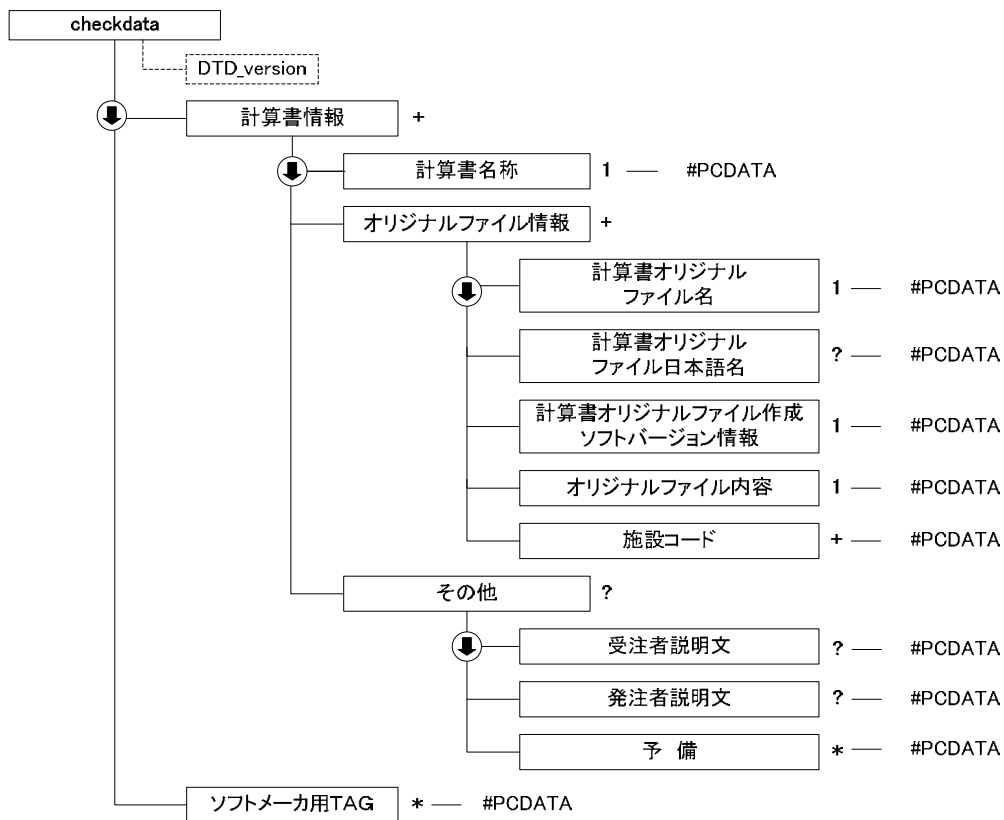 checkdata
DTD_version
計算書情報 +
計算書名称 1 #PCDATA
オリジナルファイル情報 +
計算書オリジナル
ファイル名 1 #PCDATA
計算書オリジナル
ファイル日本語名 ? #PCDATA
計算書オリジナルファイル作成
ソフトバージョン情報 1 #PCDATA
オリジナルファイル内容 1 #PCDATA
施設コード + #PCDATA
その他 ?
受注者説明文 ? #PCDATA
発注者説明文 ? #PCDATA
予 備 * #PCDATA
ソフトメーカ用TAG * #PCDATA